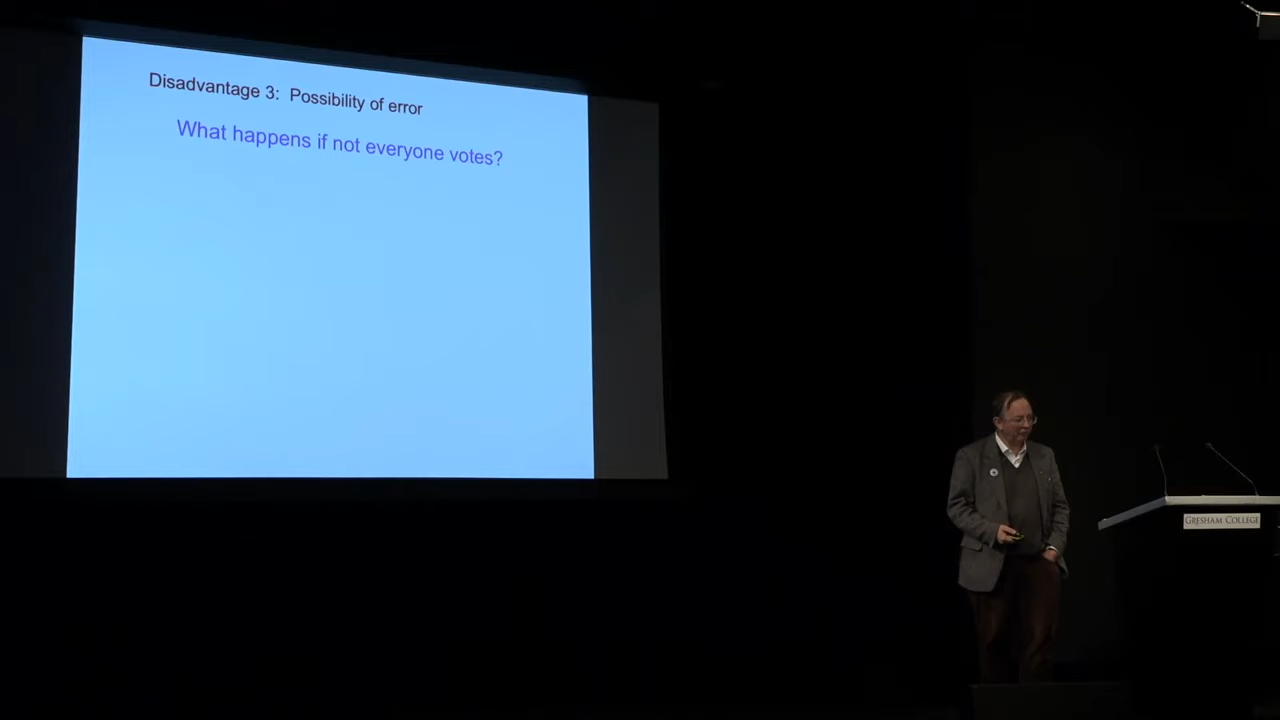 Disadvantage 3: Possibility of error
What happens if not everyone votes?
GRESHAM COLLEGE